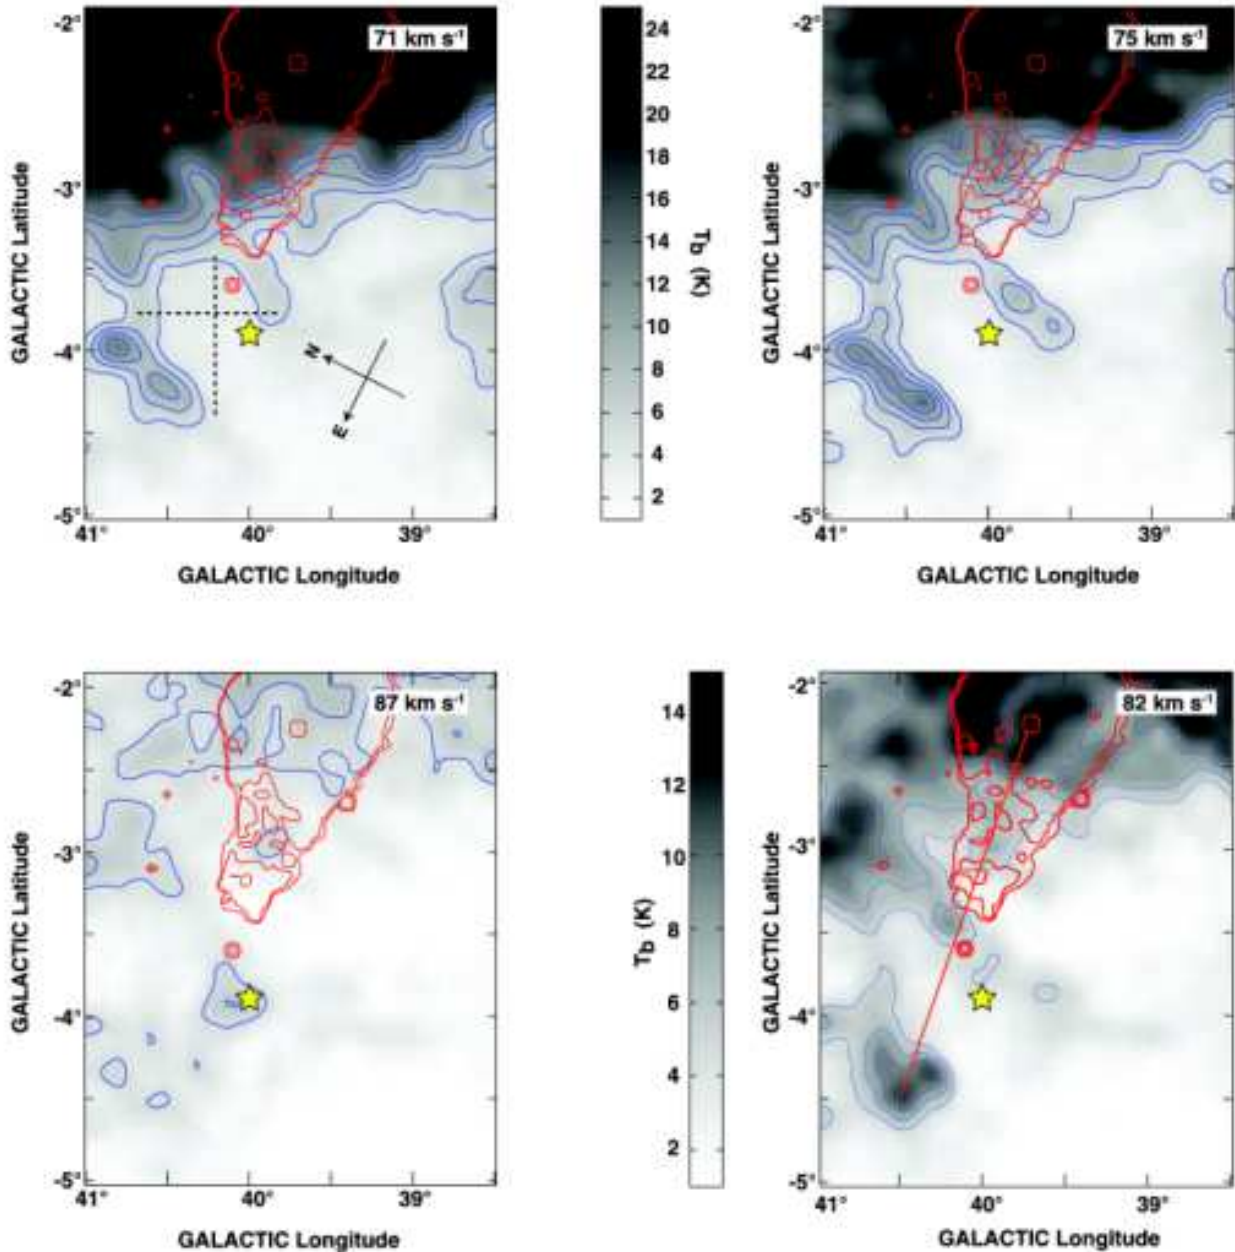 71 km s⁻¹
-2°
-3°
-4°
-5°
41°
40°
39°
GALACTIC Latitude
GALACTIC Longitude
N
E
24
22
20
18
16
14
12
10
8
6
4
2
T_b (K)
75 km s⁻¹
-2°
-3°
-4°
-5°
41°
40°
39°
GALACTIC Latitude
GALACTIC Longitude
87 km s⁻¹
-2°
-3°
-4°
-5°
41°
40°
39°
GALACTIC Latitude
GALACTIC Longitude
14
12
10
8
6
4
2
T_b (K)
82 km s⁻¹
-2°
-3°
-4°
-5°
41°
40°
39°
GALACTIC Latitude
GALACTIC Longitude